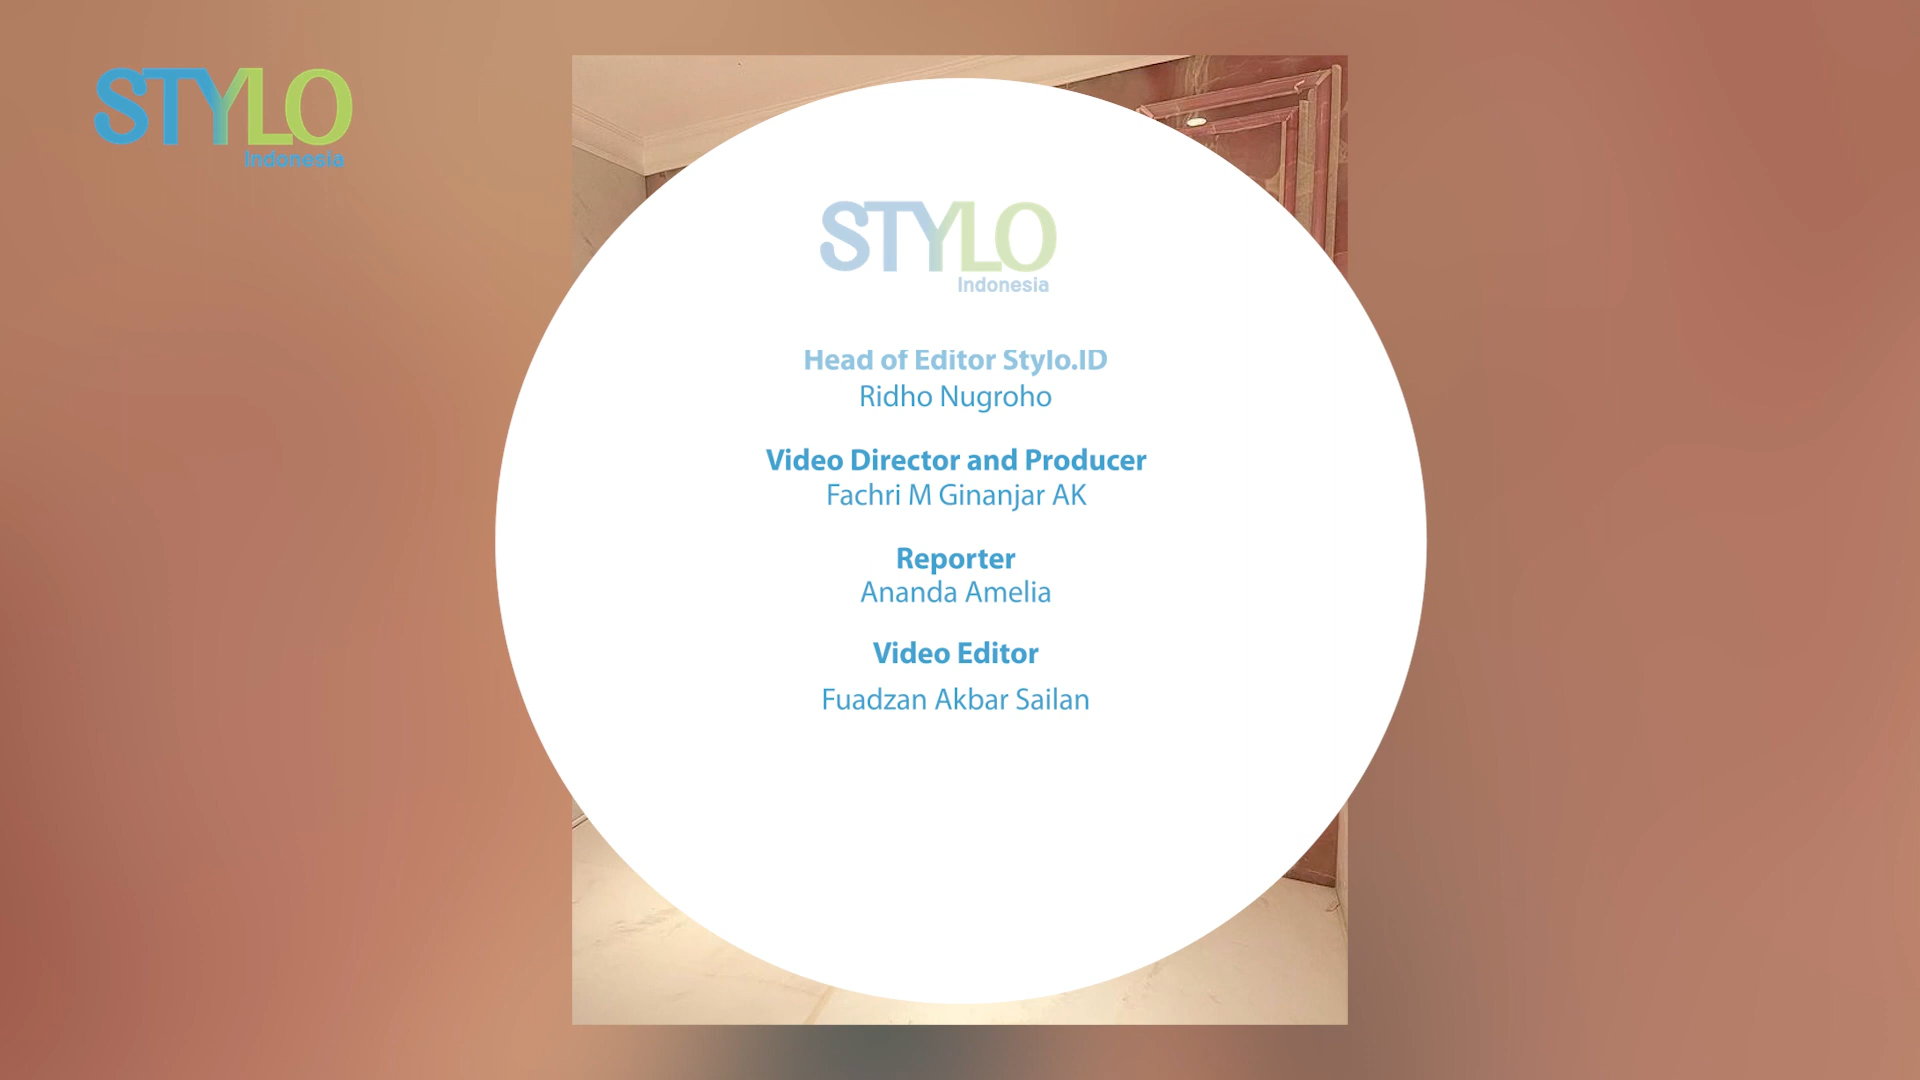 STYLO
Indonesia
STYLO
Indonesia
Head of Editor Stylo.ID
Ridho Nugroho
Video Director and Producer
Fachri M Ginanjar AK
Reporter
Ananda Amelia
Video Editor
Fuadzan Akbar Sailan